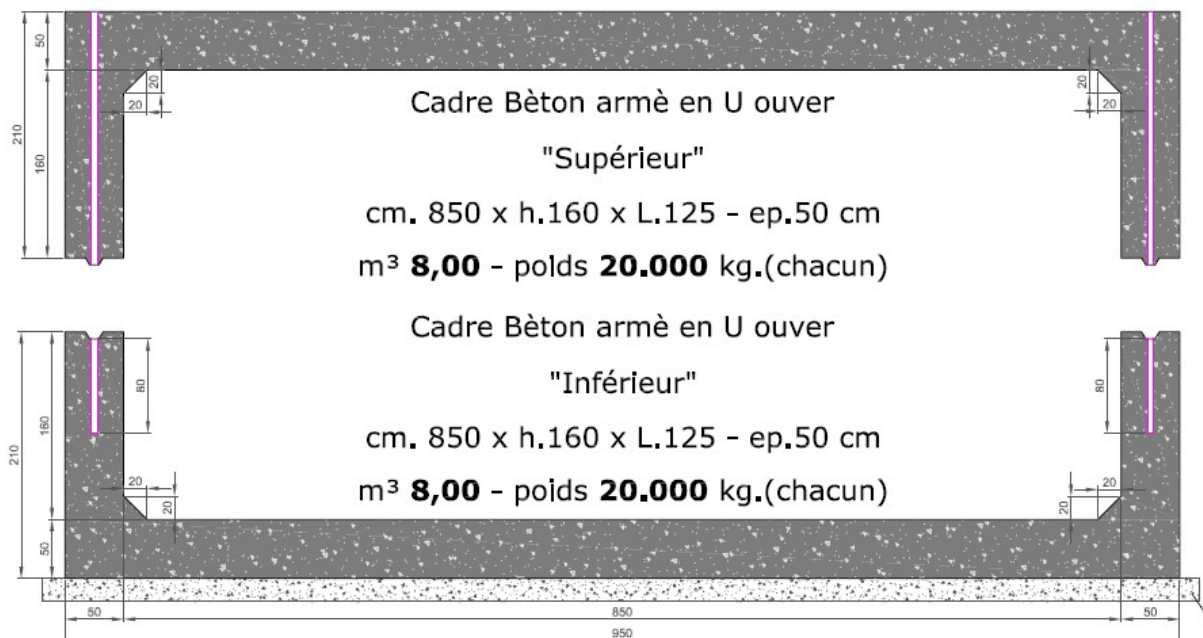 50
210
160
20
20
20
20
Cadre Bèton armè en U ouver
"Supérieur"
cm. 850 x h.160 x L.125 - ep.50 cm
m³ 8,00 - poids 20.000 kg.(chacun)
Cadre Bèton armè en U ouver
"Inférieur"
cm. 850 x h.160 x L.125 - ep.50 cm
m³ 8,00 - poids 20.000 kg.(chacun)
210
160
80
80
20
20
20
20
50
50
850
50
950